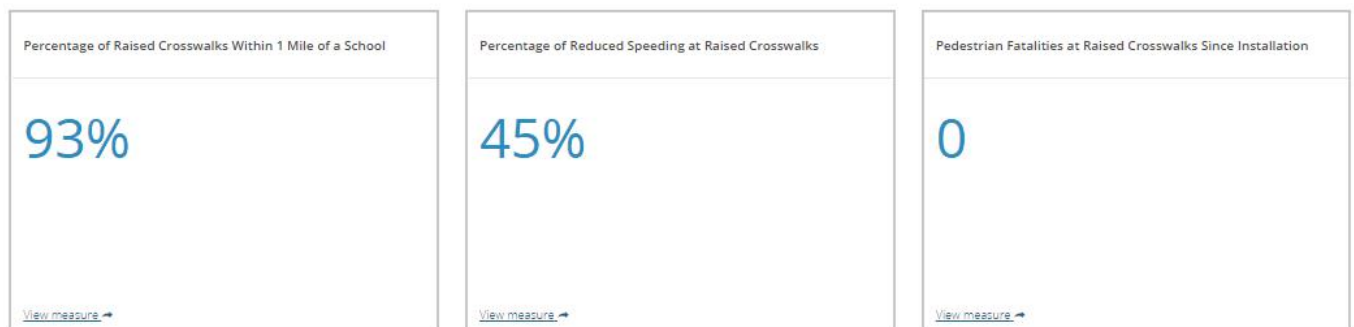 Percentage of Raised Crosswalks Within 1 Mile of a School
93%
View measure
Percentage of Reduced Speeding at Raised Crosswalks
45%
View measure
Pedestrian Fatalities at Raised Crosswalks Since Installation
0
View measure